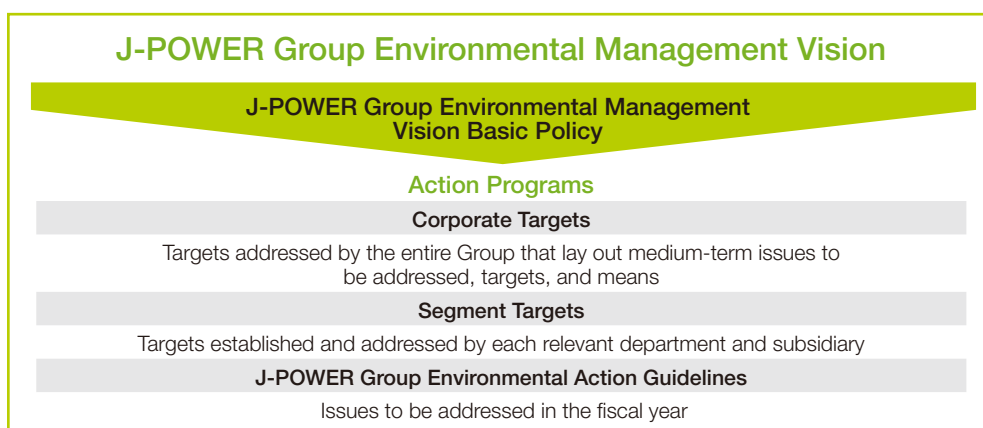 J-POWER Group Environmental Management Vision
J-POWER Group Environmental Management
Vision Basic Policy
Action Programs
Corporate Targets
Targets addressed by the entire Group that lay out medium-term issues to
be addressed, targets, and means
Segment Targets
Targets established and addressed by each relevant department and subsidiary
J-POWER Group Environmental Action Guidelines
Issues to be addressed in the fiscal year